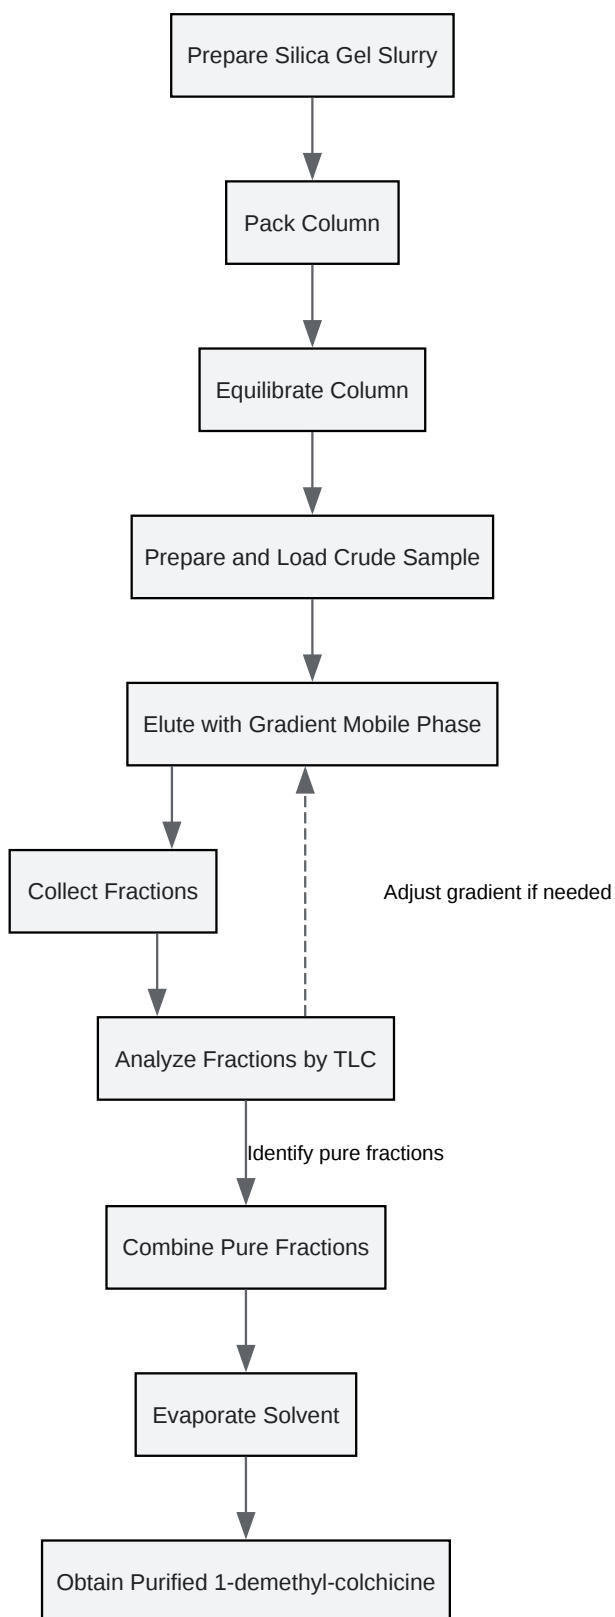 Prepare Silica Gel Slurry
Pack Column
Equilibrate Column
Prepare and Load Crude Sample
Elute with Gradient Mobile Phase
Collect Fractions
Adjust gradient if needed
Analyze Fractions by TLC
Identify pure fractions
Combine Pure Fractions
Evaporate Solvent
Obtain Purified 1-demethyl-colchicine